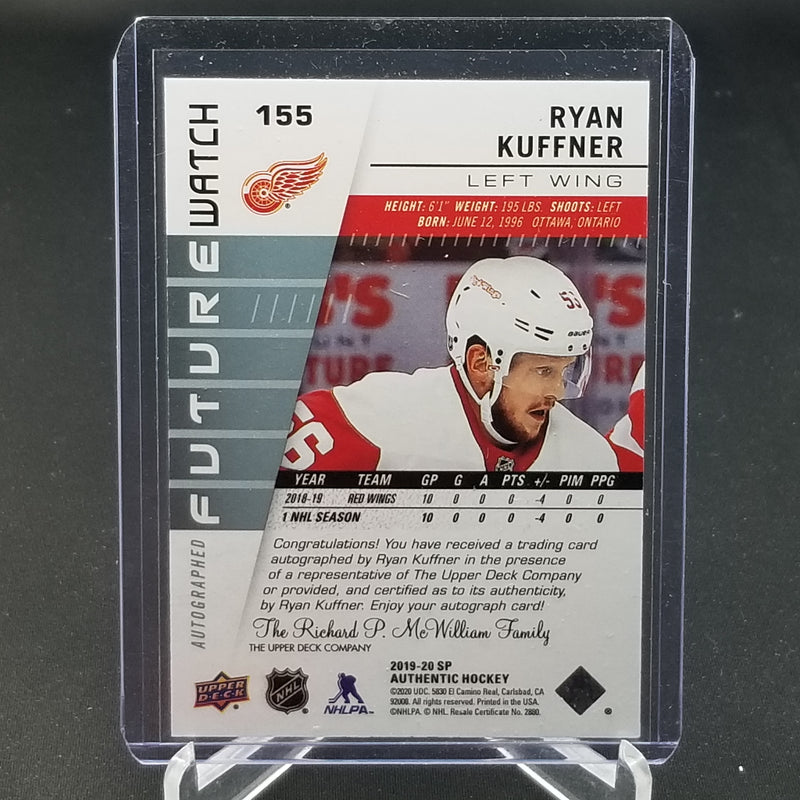 155
RYAN
KUFFNER
LEFT WING
HEIGHT: 6'1" WEIGHT: 195 LBS. SHOOTS: LEFT
BORN: JUNE 12, 1996 OTTAWA, ONTARIO
AUTOGRAPHED FUTURE WATCH
53
BAUER
56
YEAR TEAM GP G A PTS +/- PIM PPG
2018-19 RED WINGS 10 0 0 0 -4 0 0
1 NHL SEASON 10 0 0 0 -4 0 0
Congratulations! You have received a trading card
autographed by Ryan Kuffner in the presence
of a representative of The Upper Deck Company
or provided, and certified as to its authenticity,
by Ryan Kuffner. Enjoy your autograph card!
The Richard P. McWilliam Family
THE UPPER DECK COMPANY
UPPER
DECK
NHL
NHLPA
2019-20 SP
AUTHENTIC HOCKEY
©2020 UDC. 5830 El Camino Real, Carlsbad, CA
92008. All rights reserved. Printed in the USA.
©NHLPA. © NHL. Resale Certificate No. 2880.